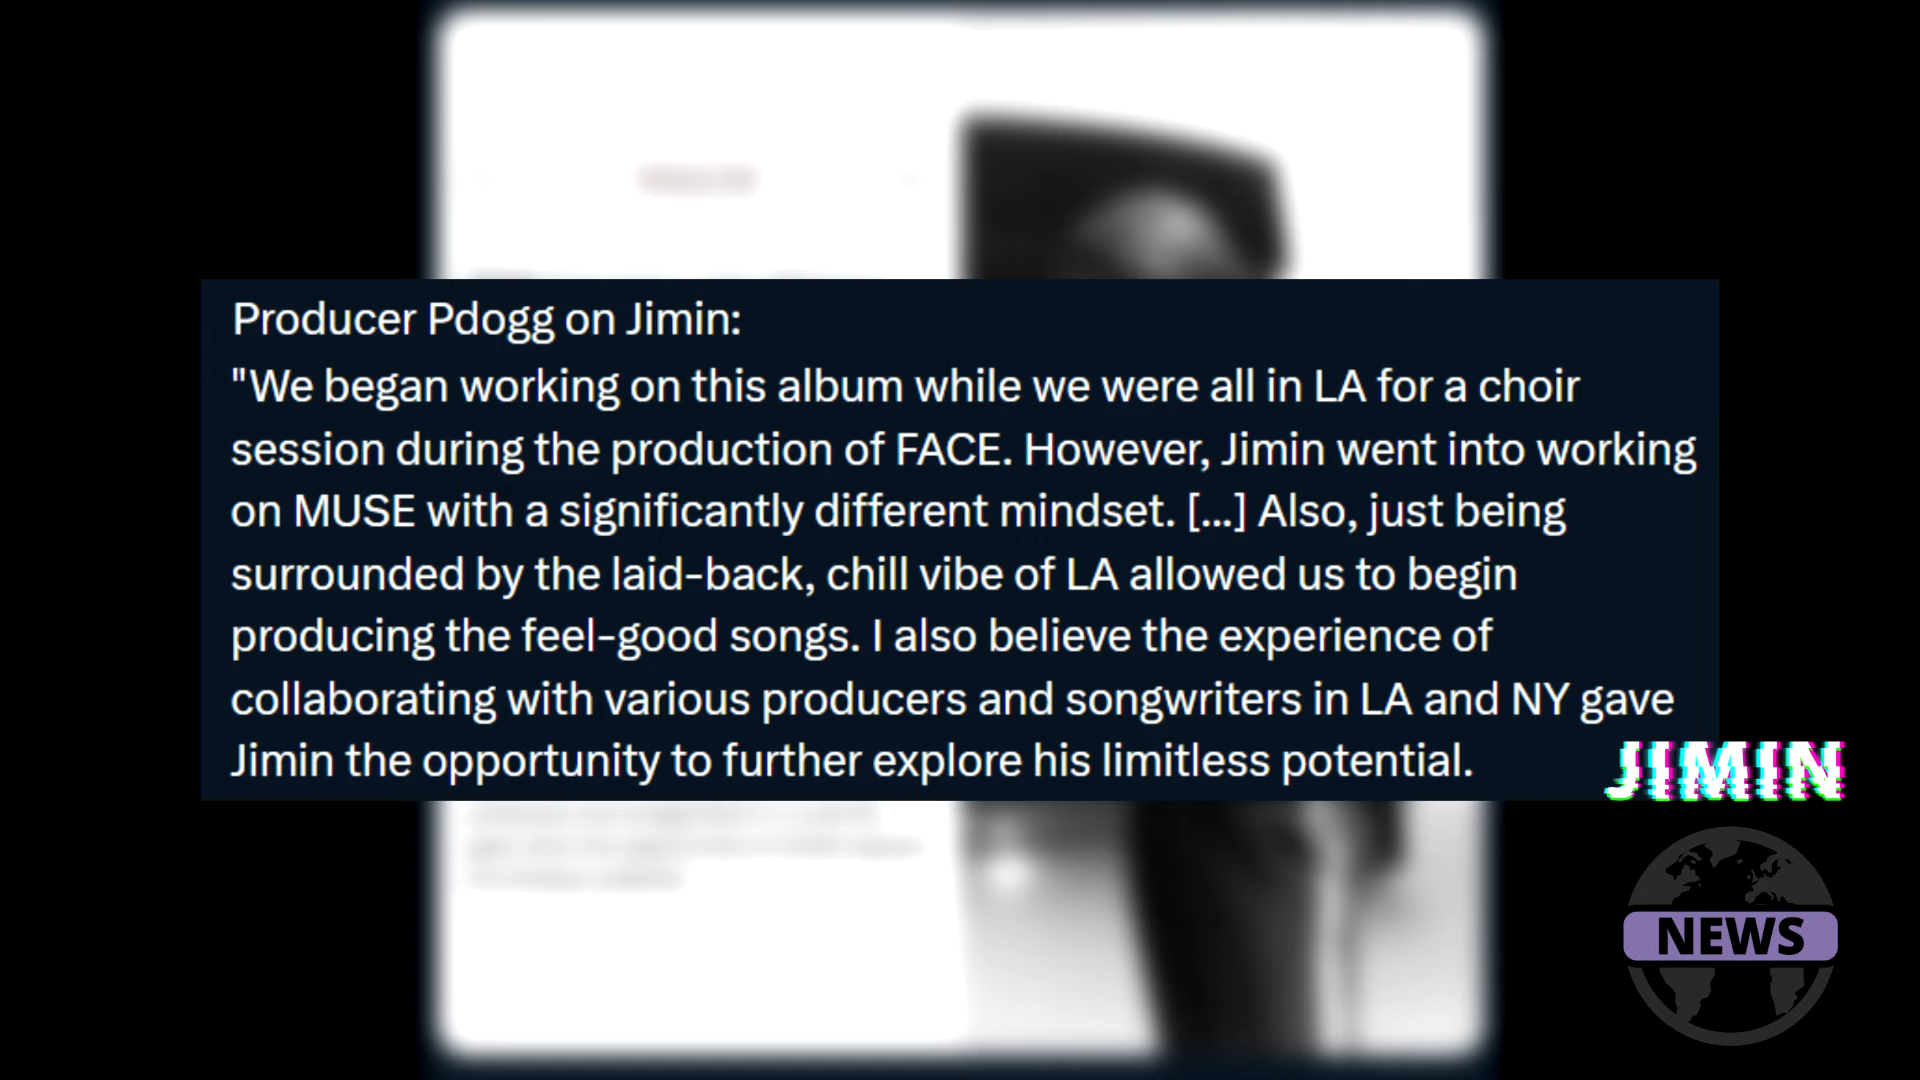 Producer Pdogg on Jimin:
"We began working on this album while we were all in LA for a choir
session during the production of FACE. However, Jimin went into working
on MUSE with a significantly different mindset. [...] Also, just being
surrounded by the laid-back, chill vibe of LA allowed us to begin
producing the feel-good songs. I also believe the experience of
collaborating with various producers and songwriters in LA and NY gave
Jimin the opportunity to further explore his limitless potential.
JIMIN
NEWS